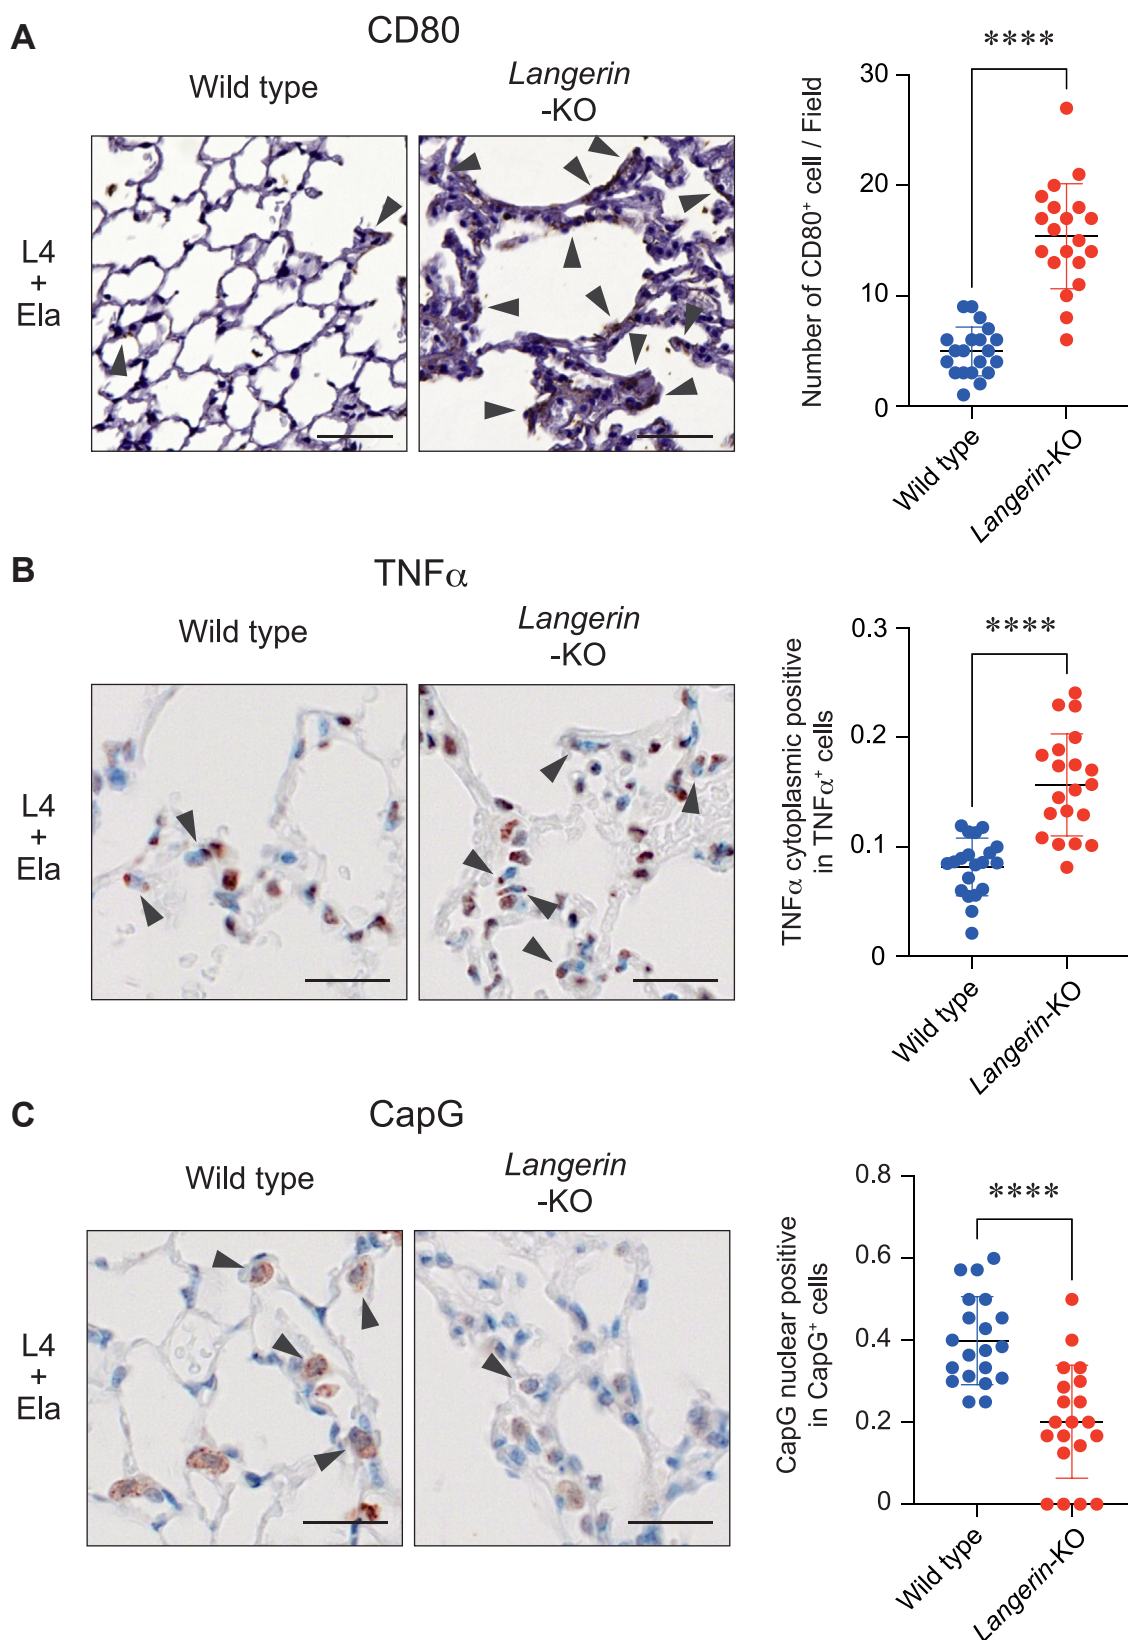 A
CD80
Wild type
Langerin
-KO
L4
+
Ela
****
Number of CD80⁺ cell / Field
30
20
10
0
Wild type
Langerin-KO
B
TNFα
Wild type
Langerin
-KO
L4
+
Ela
****
TNFα cytoplasmic positive
in TNFα⁺ cells
0.3
0.2
0.1
0
Wild type
Langerin-KO
C
CapG
Wild type
Langerin
-KO
L4
+
Ela
****
CapG nuclear positive
in CapG⁺ cells
0.8
0.6
0.4
0.2
0
Wild type
Langerin-KO